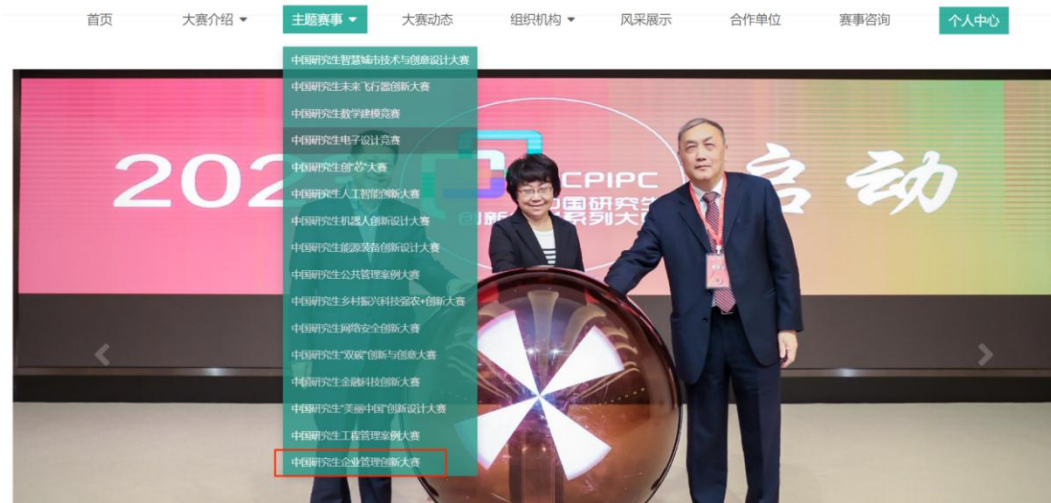 首页 大赛介绍 主题赛事 大赛动态 组织机构 风采展示 合作单位 赛事咨询 个人中心
中国研究生智慧城市技术与创意设计大赛
中国研究生未来飞行器创新大赛
中国研究生数学建模竞赛
中国研究生电子设计竞赛
中国研究生创"芯"大赛
中国研究生人工智能创新大赛
中国研究生机器人创新设计大赛
中国研究生能源装备创新设计大赛
中国研究生公共管理案例大赛
中国研究生乡村振兴科技强农+创新大赛
中国研究生网络安全创新大赛
中国研究生"双碳"创新与创意大赛
中国研究生金融科技创新大赛
中国研究生"美丽中国"创新设计大赛
中国研究生工程管理案例大赛
中国研究生企业管理创新大赛
202 启动
CPIPC
中国研究生